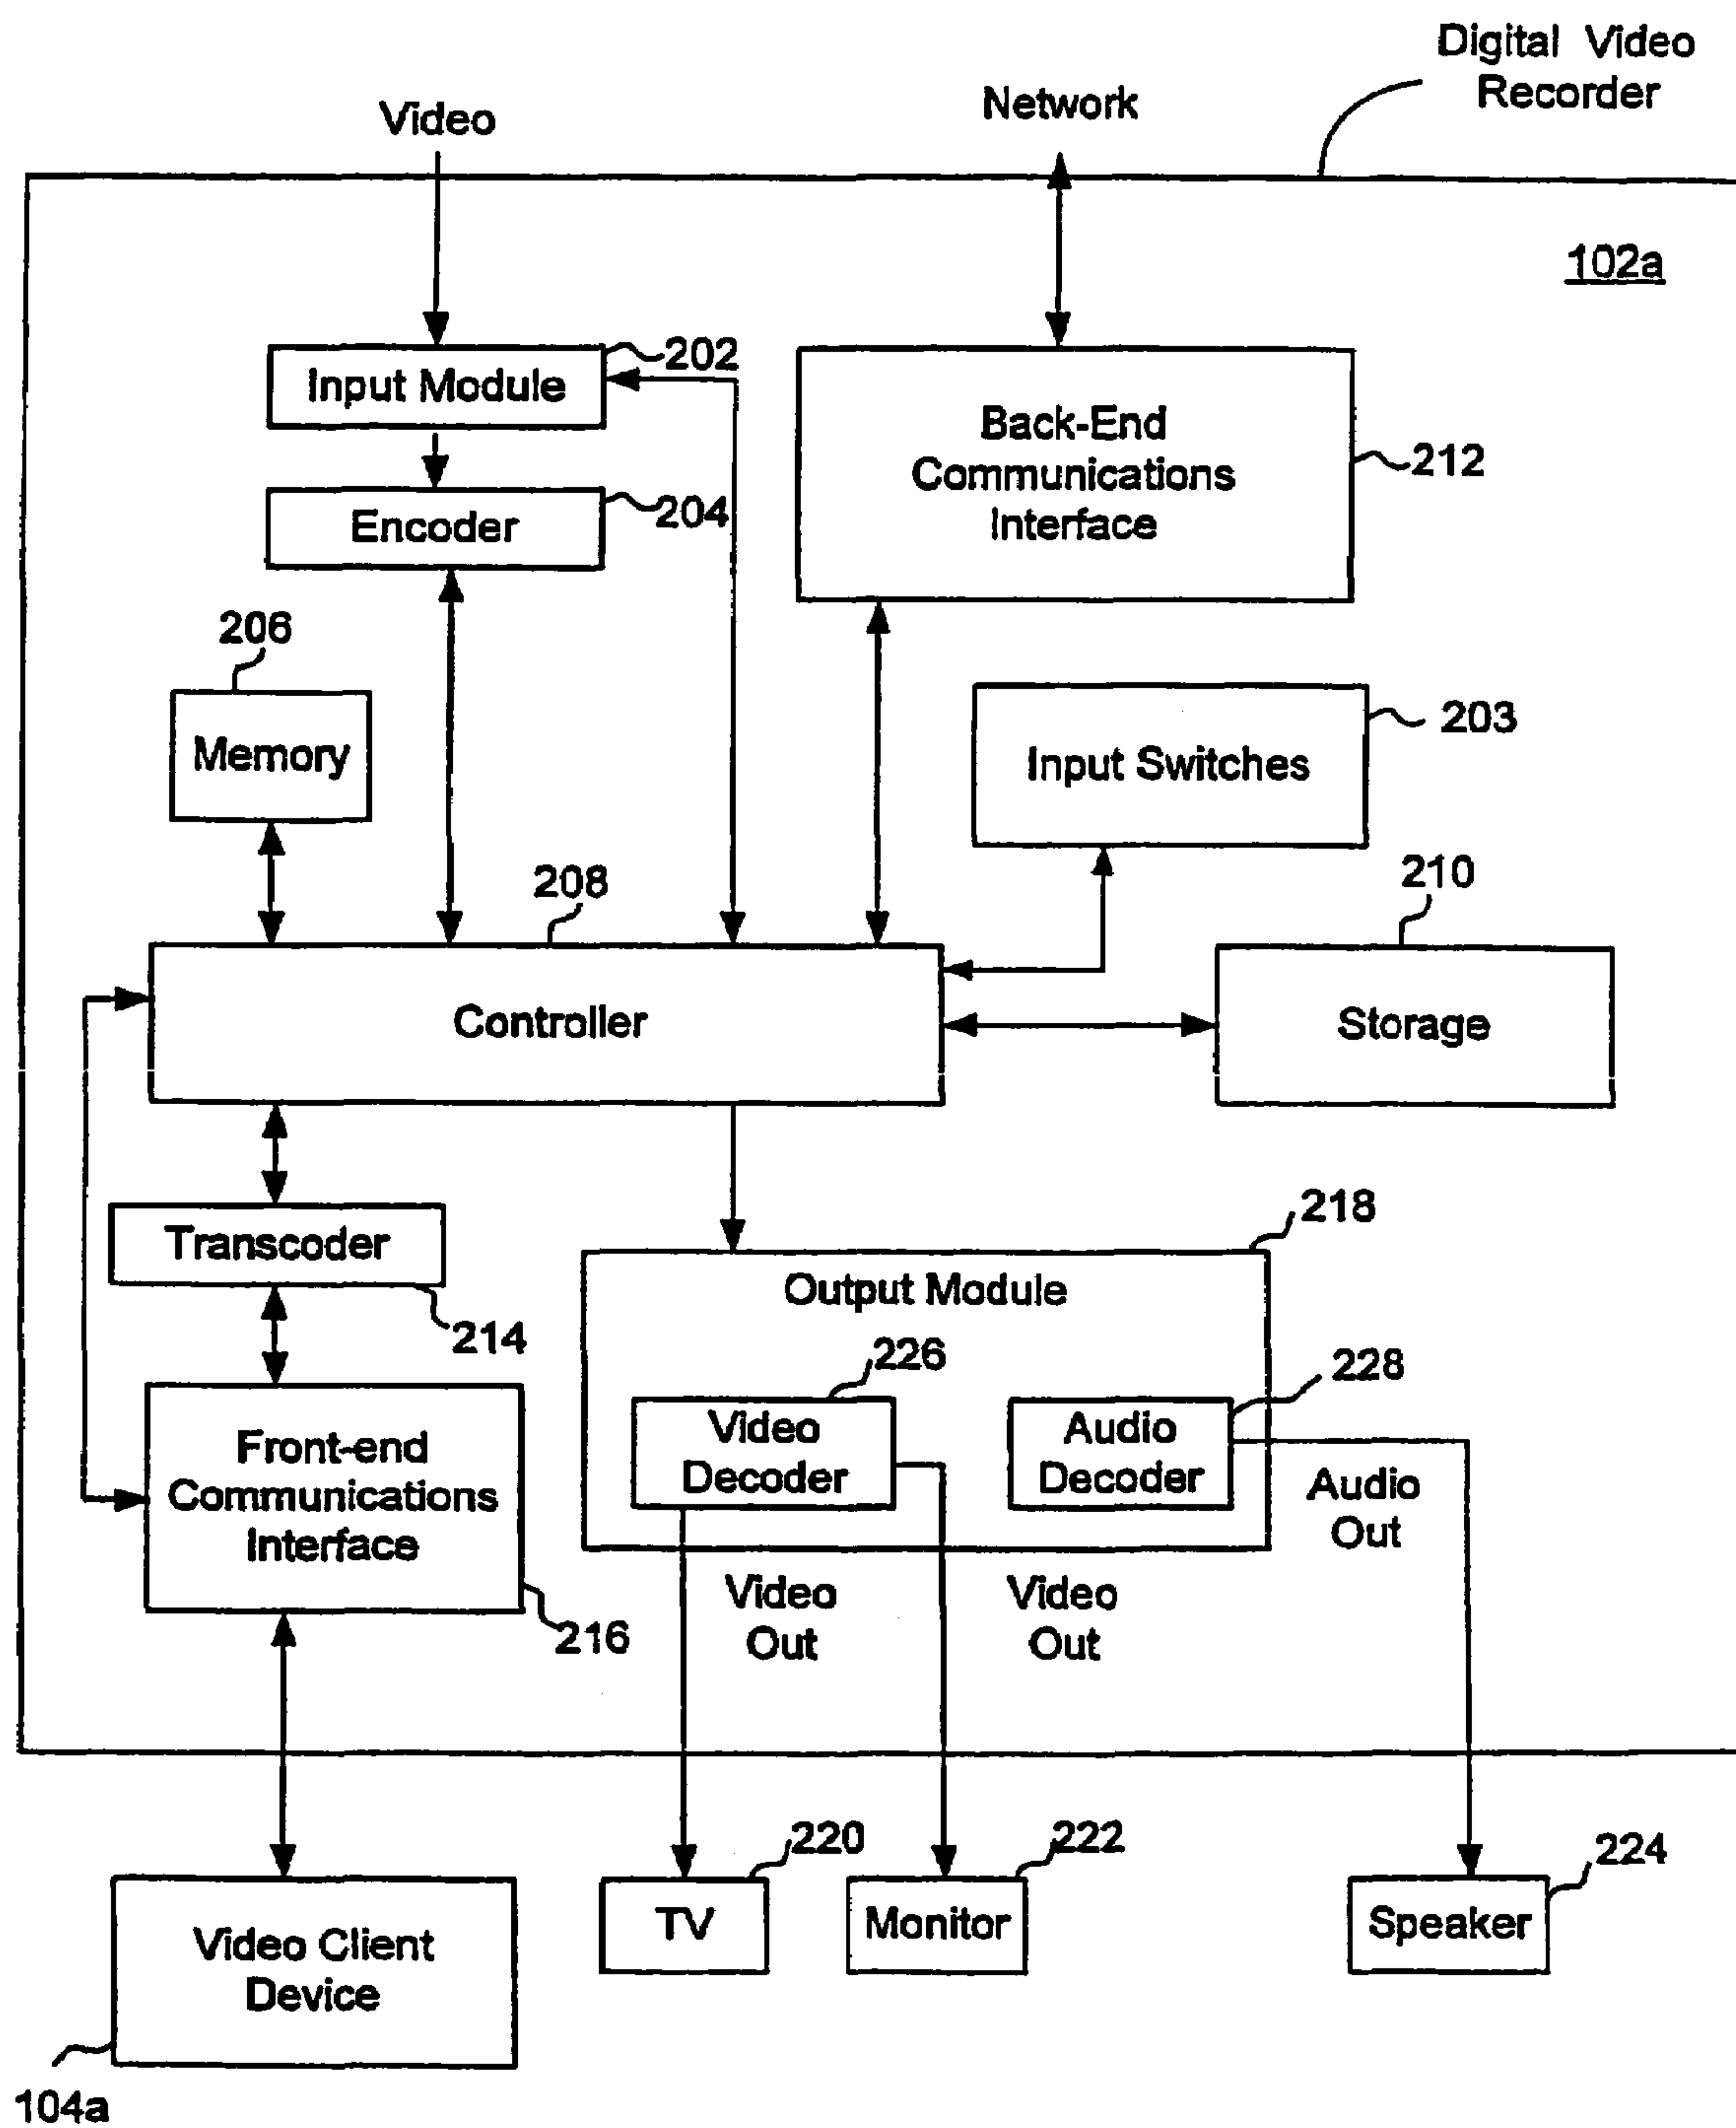 Digital Video
Recorder
Video
Network
102a
202
Input Module
Back-End
Communications
Interface
212
204
Encoder
206
Memory
203
Input Switches
208
210
Controller
Storage
218
Transcoder
214
Output Module
226
228
Video
Decoder
Audio
Decoder
Front-end
Communications
Interface
216
Audio
Out
Video
Out
Video
Out
220
222
224
TV
Monitor
Speaker
Video Client
Device
104a